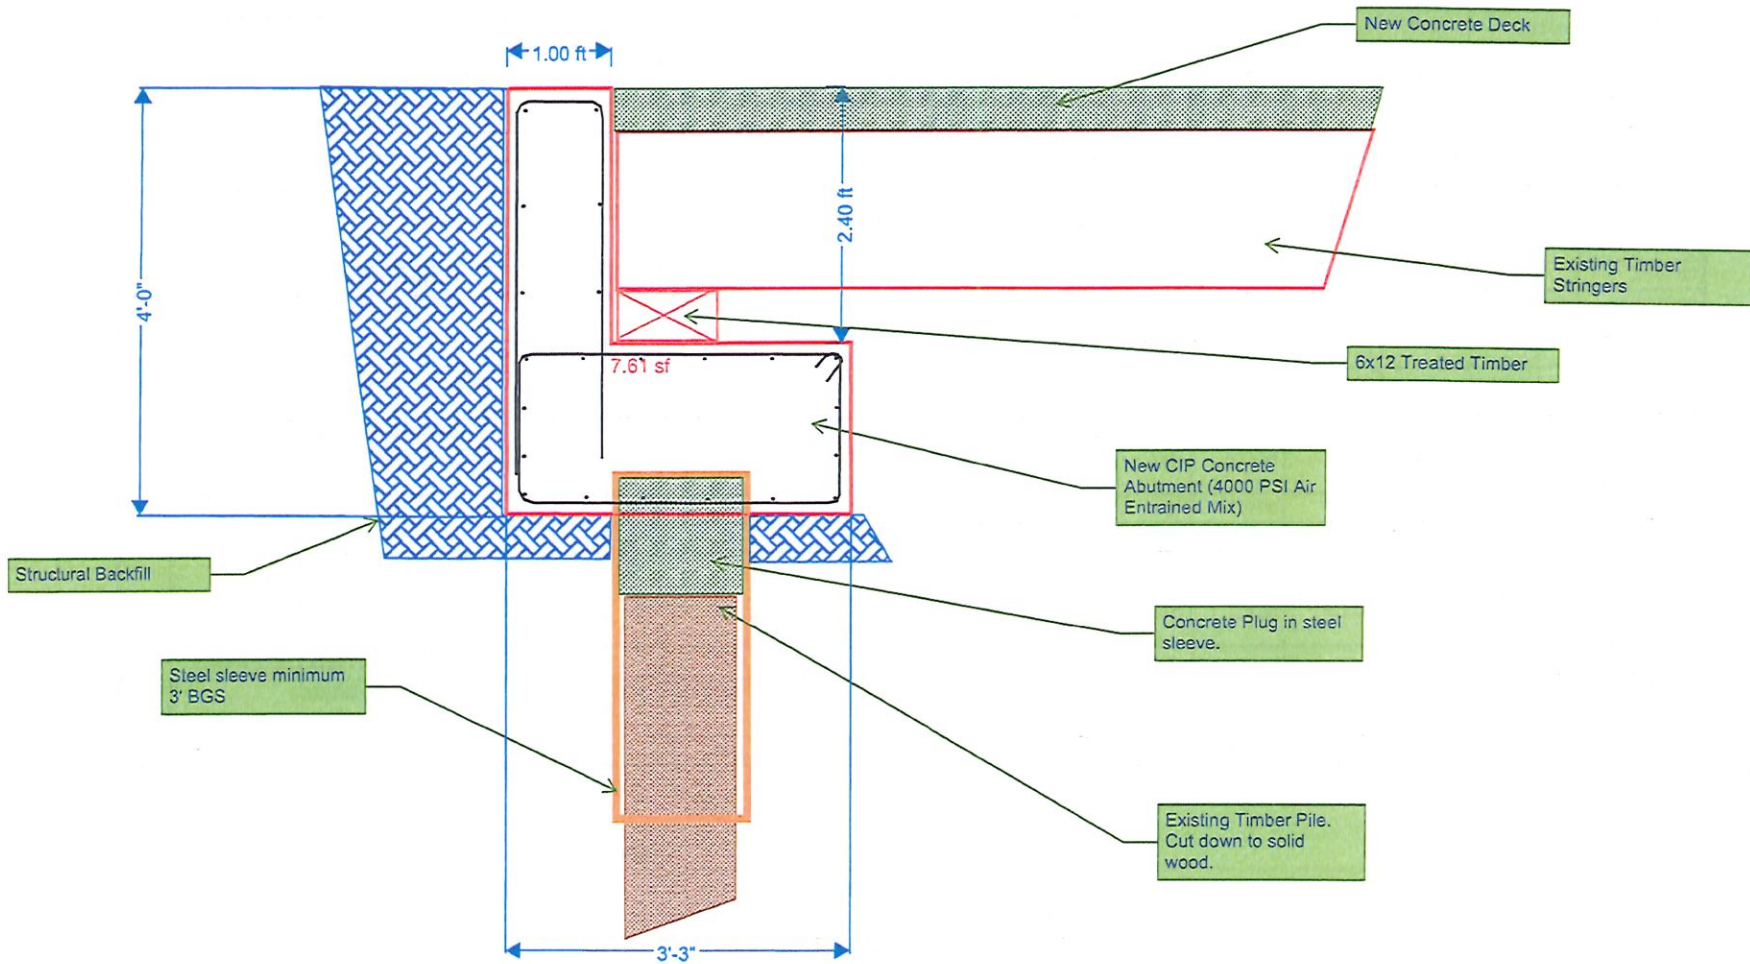 New Concrete Deck
1.00 ft
4'-0"
2.40 ft
Existing Timber
Stringers
6x12 Treated Timber
7.61 sf
New CIP Concrete
Abutment (4000 PSI Air
Entrained Mix)
Structural Backfill
Concrete Plug in steel
sleeve.
Steel sleeve minimum
3' BGS
Existing Timber Pile.
Cut down to solid
wood.
3'-3"